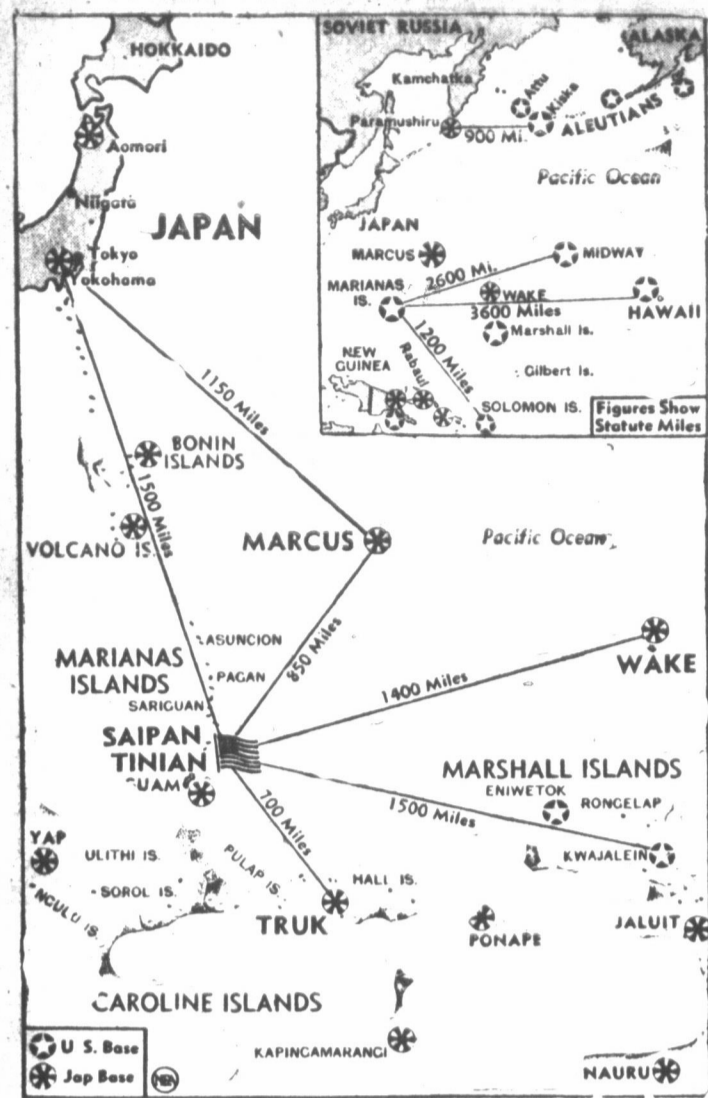 HOKKAIDO
Aomori
Niigata
JAPAN
Tokyo
Yokohama
1150 Miles
BONIN
ISLANDS
1500 Miles
VOLCANO IS.
MARCUS
Pacific Ocean
ASUNCION
MARIANAS
ISLANDS
PAGAN
850 Miles
SARIGUAN
WAKE
1400 Miles
SAIPAN
TINIAN
GUAM
700 Miles
MARSHALL ISLANDS
ENIWETOK
RONGELAP
1500 Miles
KWAJALEIN
YAP
ULITHI IS.
PULAP IS.
HALL IS.
NGULU IS.
SOROL IS.
TRUK
PONAPE
JALUIT
CAROLINE ISLANDS
KAPINGAMARANGI
NAURU
U S. Base
Jap Base
NEA
SOVIET RUSSIA
ALASKA
Kamchatka
Attu
Kiska
Paramushiru
900 Mi.
ALEUTIANS
Pacific Ocean
JAPAN
MARCUS
MIDWAY
2600 Mi.
MARIANAS
IS.
WAKE
HAWAII
3600 Miles
Marshall Is.
1200 Miles
NEW
GUINEA
Rabaul
Gilbert Is.
SOLOMON IS.
Figures Show
Statute Miles